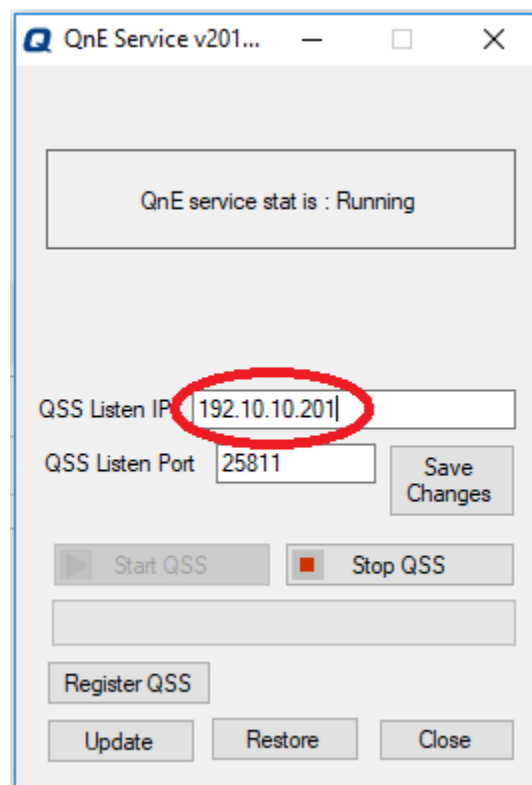 QnE Service v201...
QnE service stat is : Running
QSS Listen IP 192.10.10.201
QSS Listen Port 25811
Save
Changes
Start QSS Stop QSS
Register QSS
Update Restore Close